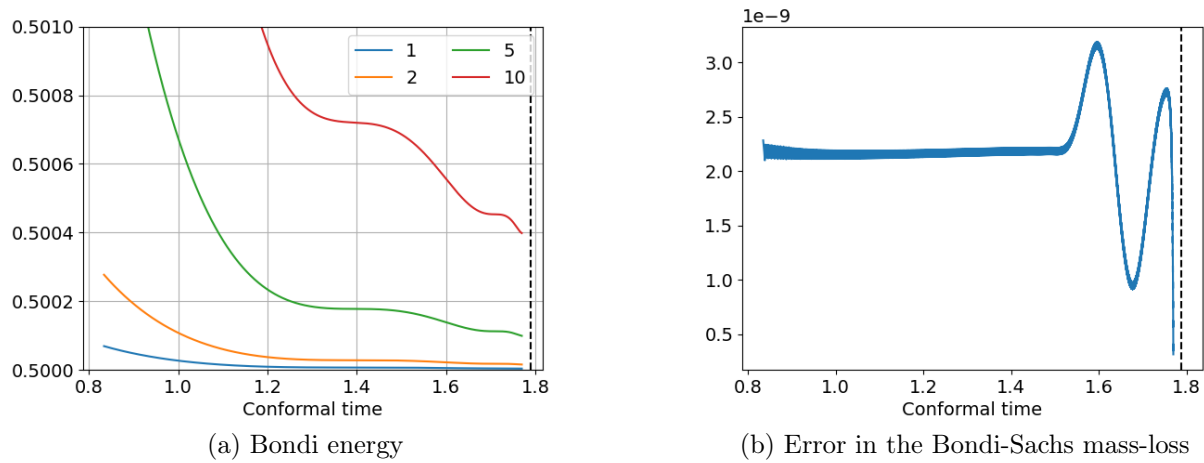 0.5010
0.5008
0.5006
0.5004
0.5002
0.5000
1 5
2 10
0.8 1.0 1.2 1.4 1.6 1.8
Conformal time
(a) Bondi energy
1e−9
3.0
2.5
2.0
1.5
1.0
0.5
0.8 1.0 1.2 1.4 1.6 1.8
Conformal time
(b) Error in the Bondi-Sachs mass-loss